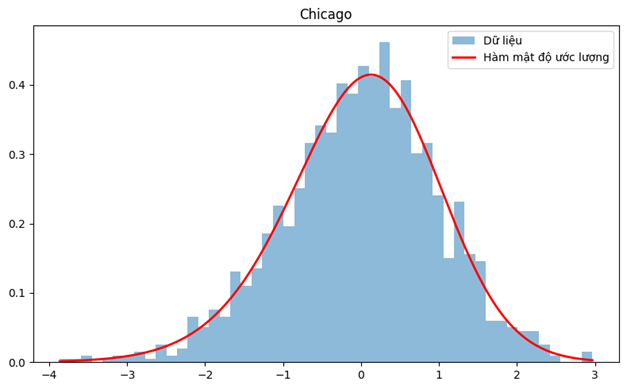 Chicago
Dữ liệu
Hàm mật độ ước lượng
0.4
0.3
0.2
0.1
0.0
−4 −3 −2 −1 0 1 2 3